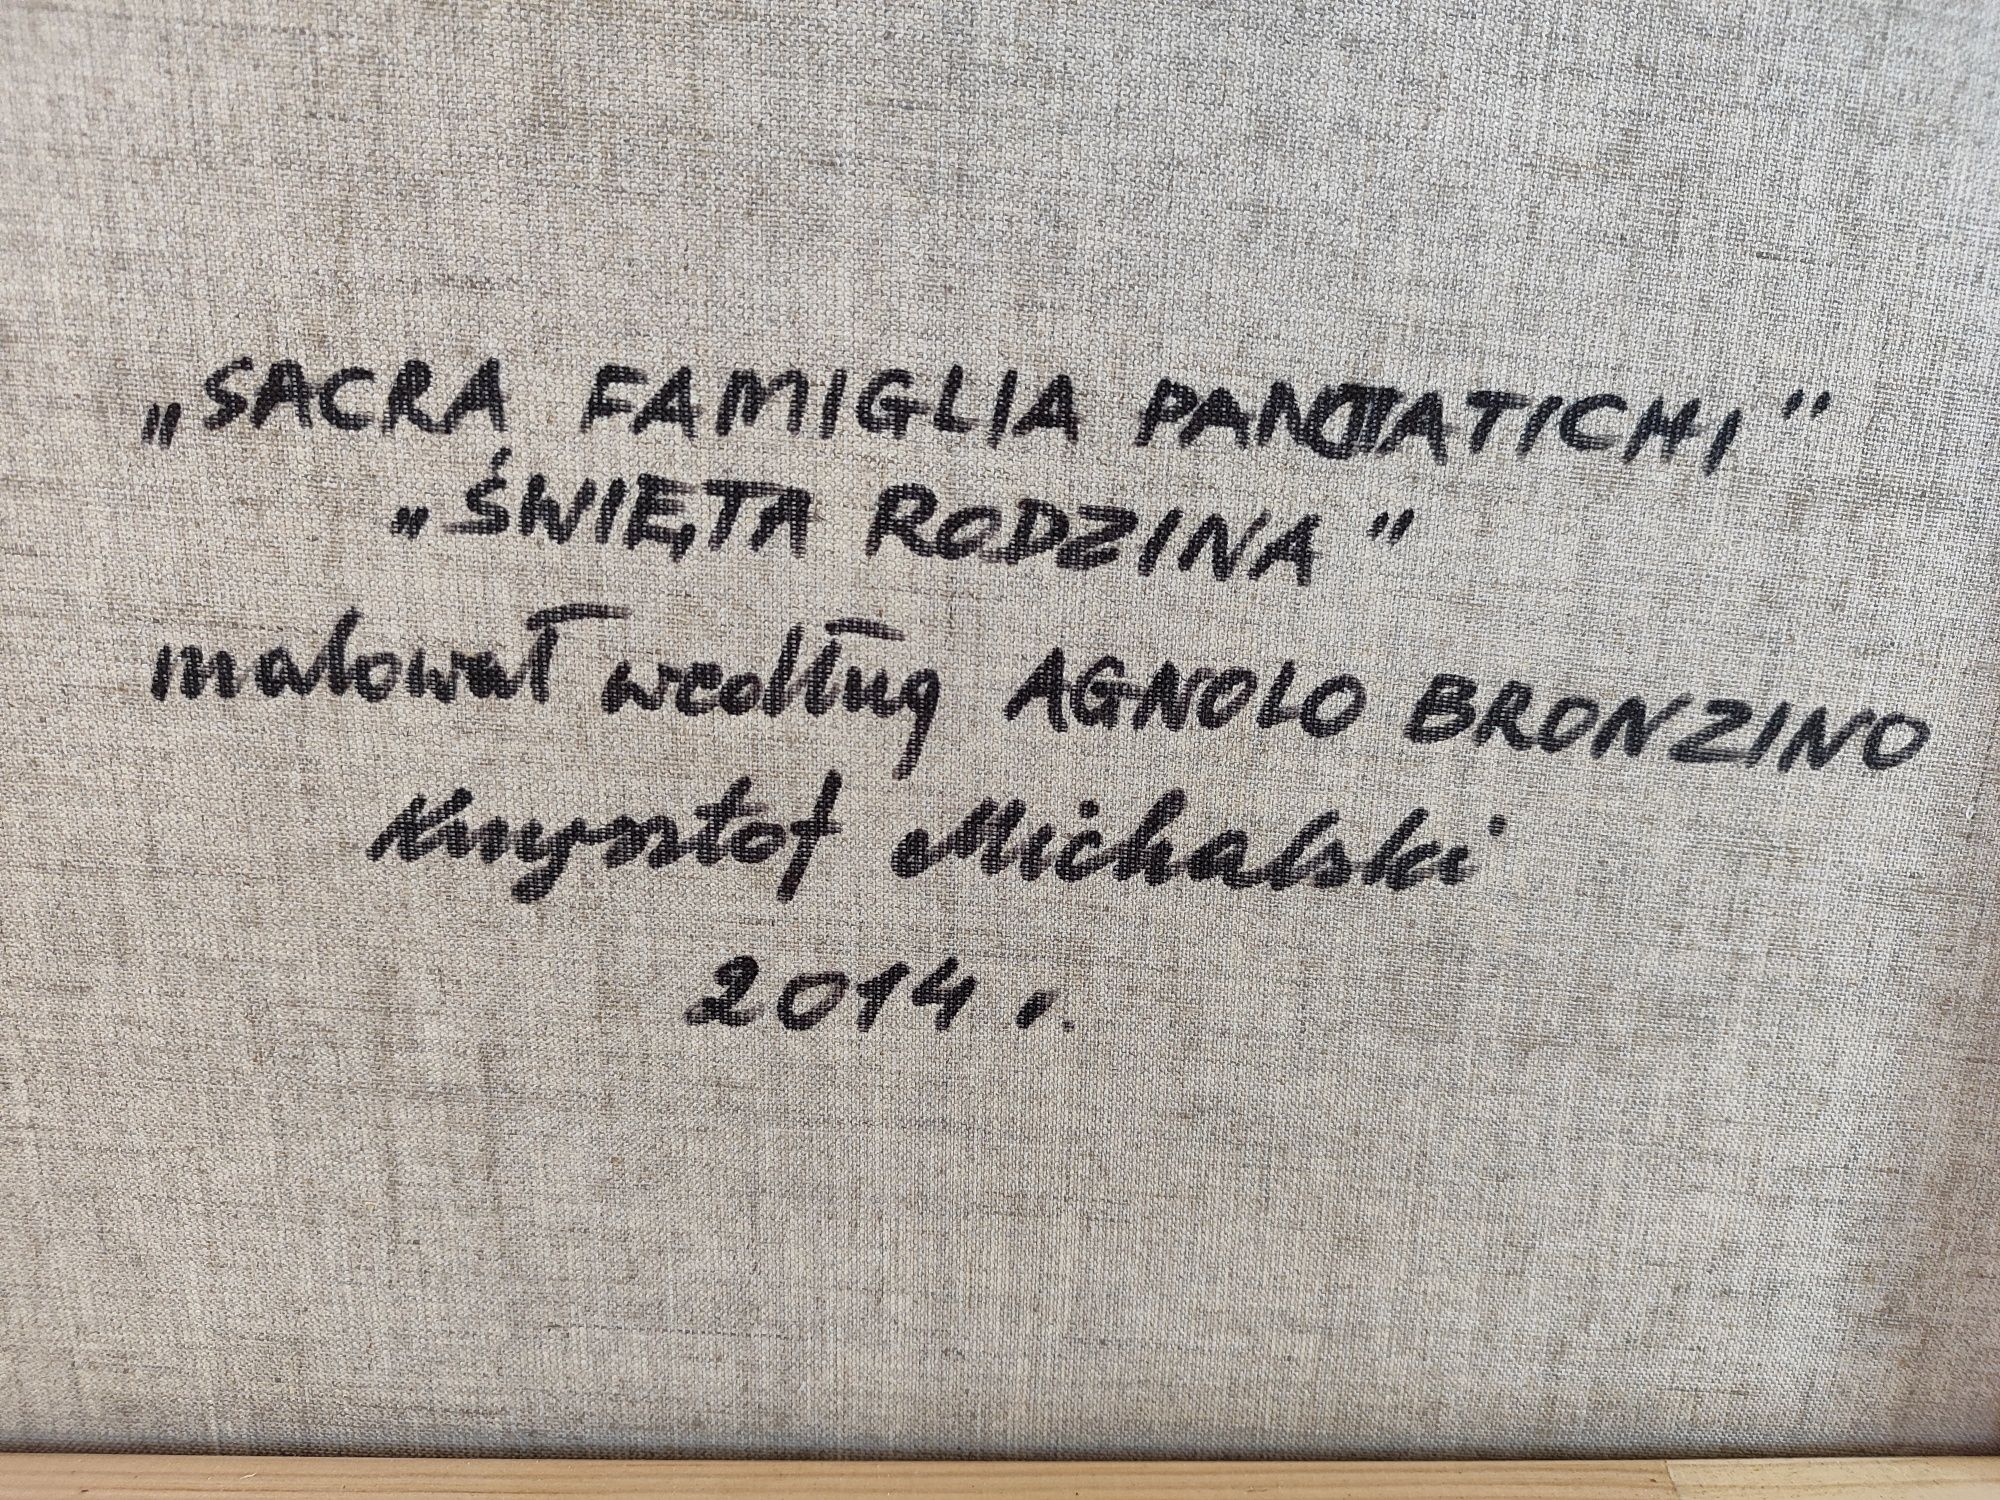 „SACRA FAMIGLIA PANCIATICHI”
„ŚWIĘTA RODZINA”
malował według AGNOLO BRONZINO
Krzysztof Michalski
2014 r.